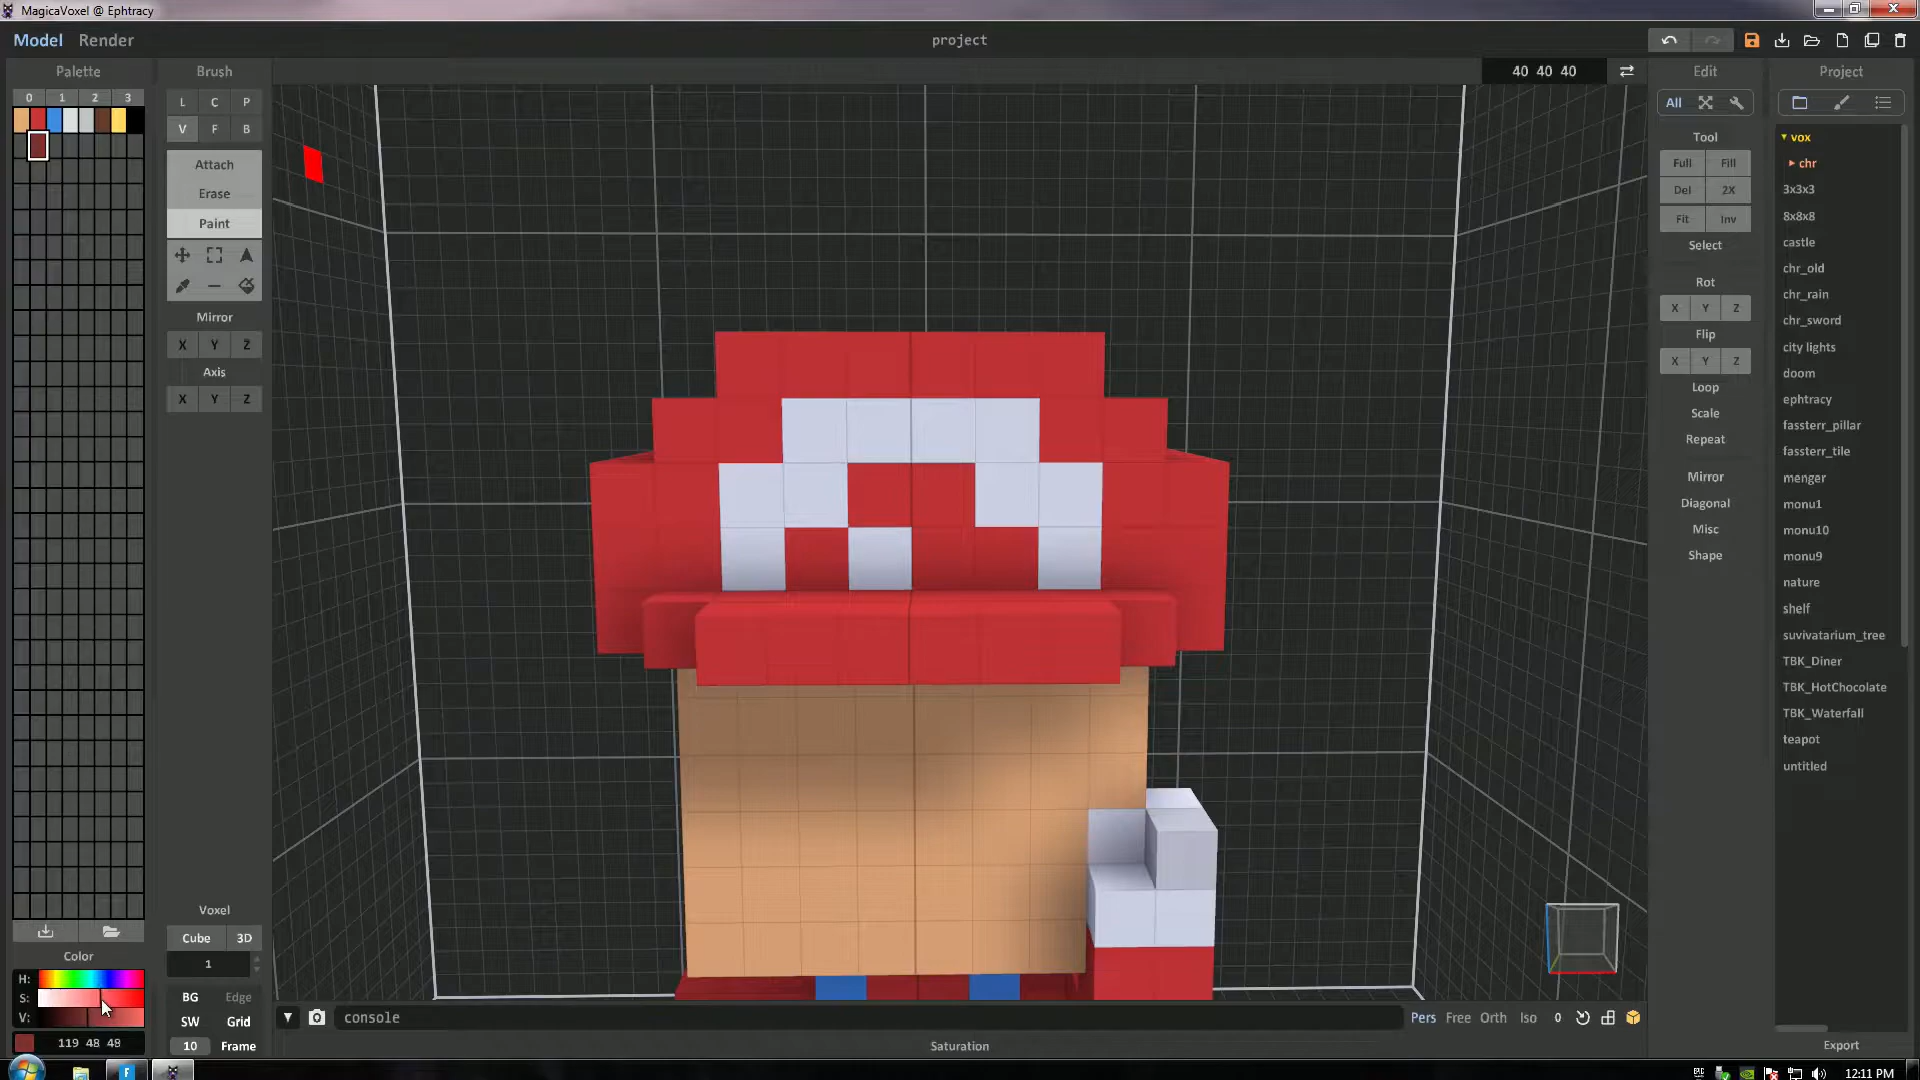 MagicaVoxel @ Ephtracy
Model Render
project
Palette
0 1 2 3
Color
H:
S:
V:
119 48 48
Brush
L C P
V F B
Attach
Erase
Paint
Mirror
X Y Z
Axis
X Y Z
Voxel
Cube 3D
1
BG Edge
SW Grid
10 Frame
40 40 40
console
Pers Free Orth Iso 0
Saturation
Edit
All
Tool
Full Fill
Del 2X
Fit Inv
Select
Rot
X Y Z
Flip
X Y Z
Loop
Scale
Repeat
Mirror
Diagonal
Misc
Shape
Project
vox
chr
3x3x3
8x8x8
castle
chr_old
chr_rain
chr_sword
city lights
doom
ephtracy
fassterr_pillar
fassterr_tile
menger
monu1
monu10
monu9
nature
shelf
suvivatarium_tree
TBK_Diner
TBK_HotChocolate
TBK_Waterfall
teapot
untitled
Export
12:11 PM